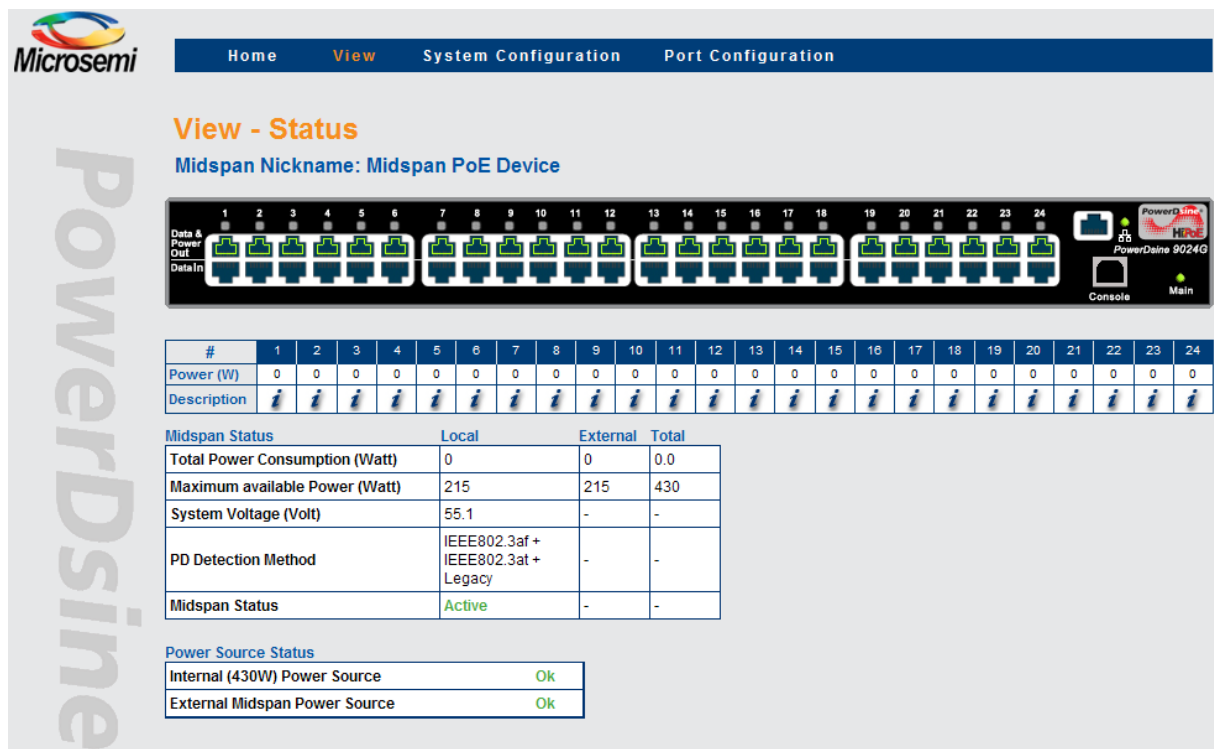 Microsemi
Home View System Configuration Port Configuration
View - Status
Midspan Nickname: Midspan PoE Device
PowerDsine
1 2 3 4 5 6 7 8 9 10 11 12 13 14 15 16 17 18 19 20 21 22 23 24
Data &
Power
Out
Data In
PowerDsine
HiPoE
PowerDsine 9024G
Console
Main
# 1 2 3 4 5 6 7 8 9 10 11 12 13 14 15 16 17 18 19 20 21 22 23 24
Power (W) 0 0 0 0 0 0 0 0 0 0 0 0 0 0 0 0 0 0 0 0 0 0 0 0
Description i i i i i i i i i i i i i i i i i i i i i i i i
Midspan Status Local External Total
Total Power Consumption (Watt) 0 0 0.0
Maximum available Power (Watt) 215 215 430
System Voltage (Volt) 55.1 - -
PD Detection Method IEEE802.3af + IEEE802.3at + Legacy - -
Midspan Status Active - -
Power Source Status
Internal (430W) Power Source Ok
External Midspan Power Source Ok